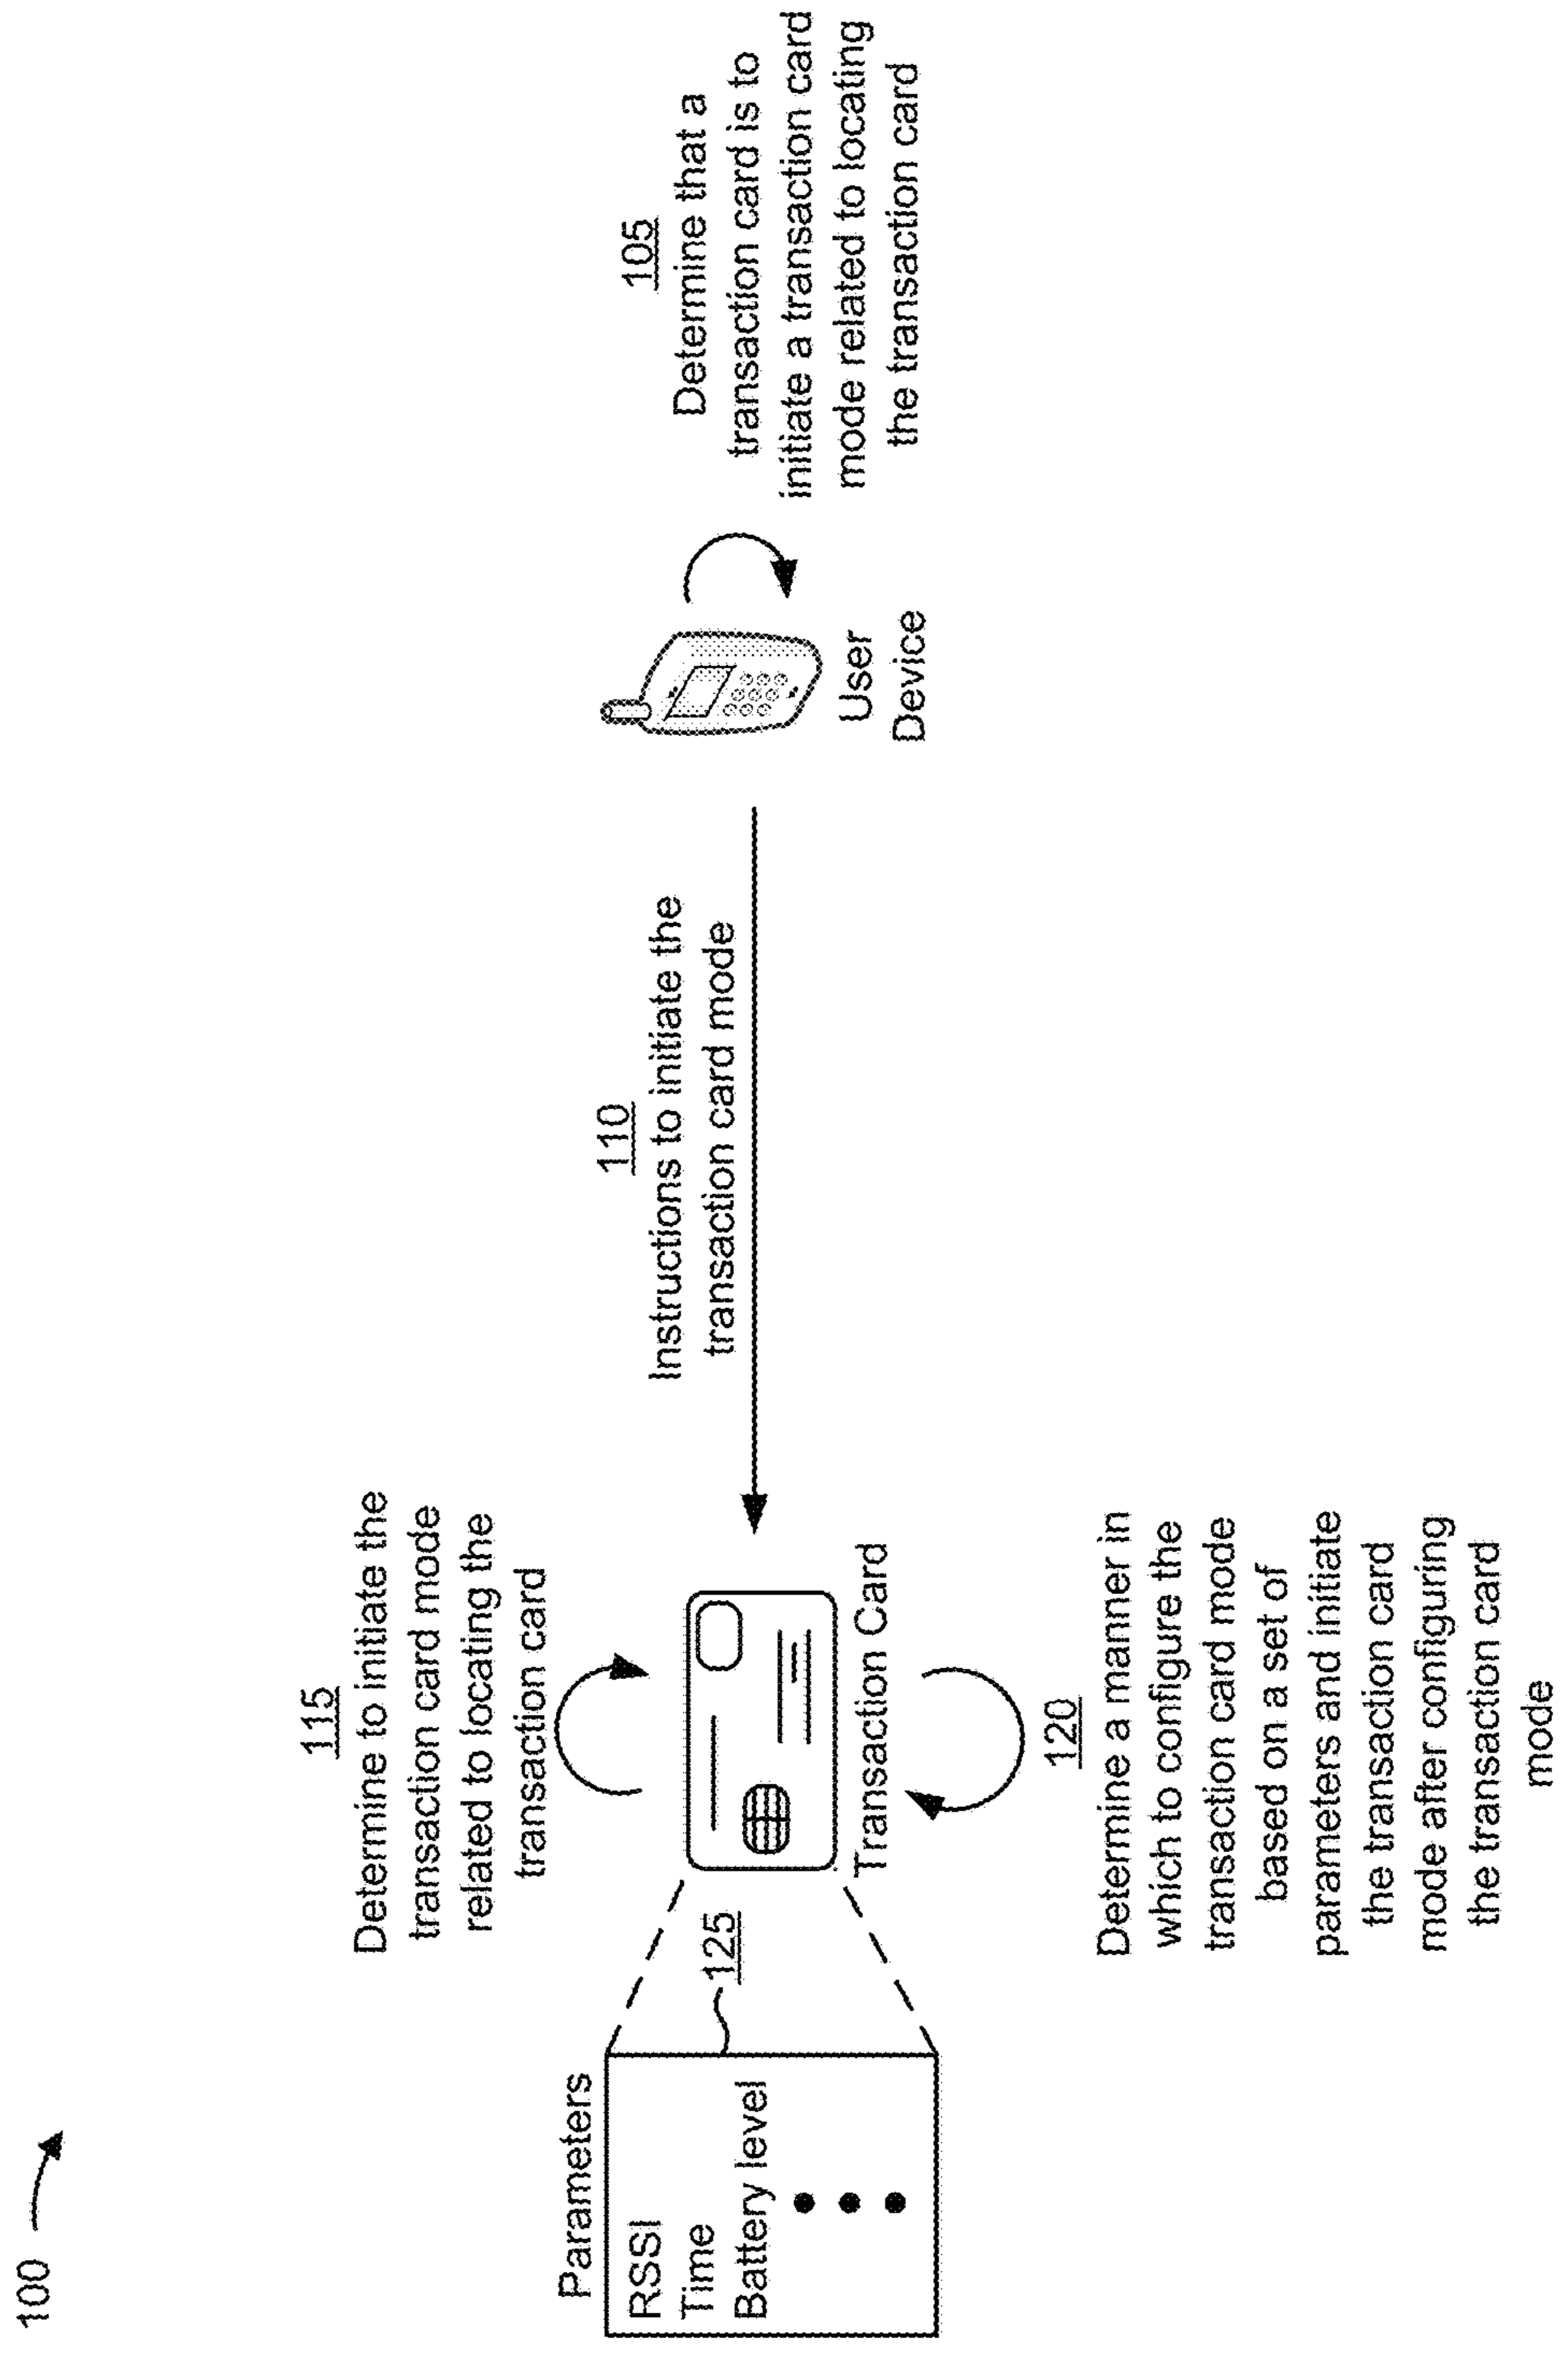 100
Parameters
RSSI
Time
Battery level
125
115
Determine to initiate the
transaction card mode
related to locating the
transaction card
Transaction Card
120
Determine a manner in
which to configure the
transaction card mode
based on a set of
parameters and initiate
the transaction card
mode after configuring
the transaction card
mode
110
Instructions to initiate the
transaction card mode
User
Device
105
Determine that a
transaction card is to
initiate a transaction card
mode related to locating
the transaction card